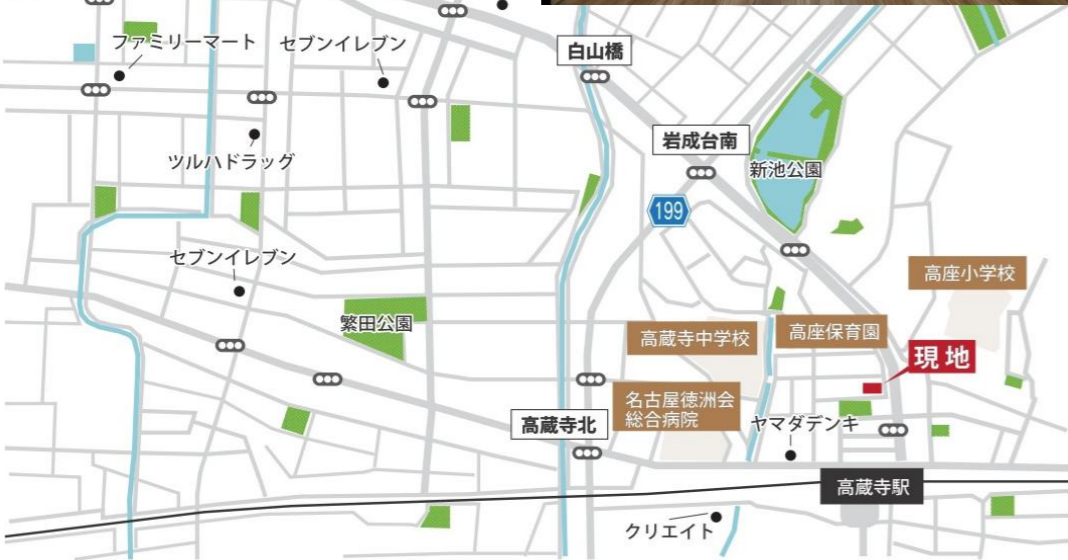 ファミリーマート
セブンイレブン
白山橋
岩成台南
ツルハドラッグ
新池公園
199
セブンイレブン
高座小学校
繁田公園
高蔵寺中学校
高座保育園
現地
名古屋徳洲会
総合病院
高蔵寺北
ヤマダデンキ
高蔵寺駅
クリエイト